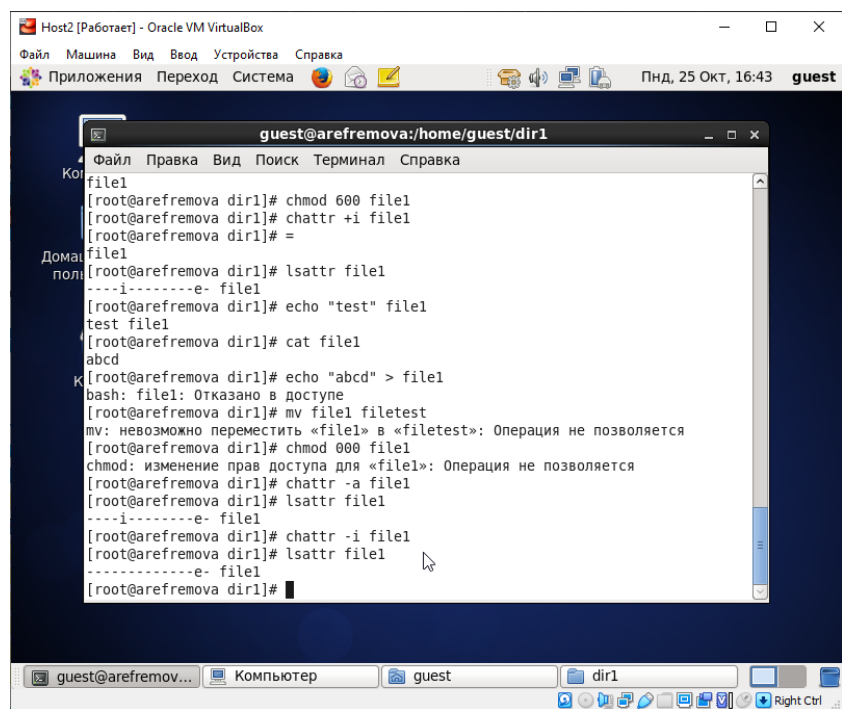 Host2 [Работает] - Oracle VM VirtualBox
Файл Машина Вид Ввод Устройства Справка
Приложения Переход Система Пнд, 25 Окт, 16:43 guest
guest@arefremova:/home/guest/dir1
Файл Правка Вид Поиск Терминал Справка
file1
[root@arefremova dir1]# chmod 600 file1
[root@arefremova dir1]# chattr +i file1
[root@arefremova dir1]# =
file1
[root@arefremova dir1]# lsattr file1
----i--------e- file1
[root@arefremova dir1]# echo "test" file1
test file1
[root@arefremova dir1]# cat file1
abcd
[root@arefremova dir1]# echo "abcd" > file1
bash: file1: Отказано в доступе
[root@arefremova dir1]# mv file1 filetest
mv: невозможно переместить «file1» в «filetest»: Операция не позволяется
[root@arefremova dir1]# chmod 000 file1
chmod: изменение прав доступа для «file1»: Операция не позволяется
[root@arefremova dir1]# chattr -a file1
[root@arefremova dir1]# lsattr file1
----i--------e- file1
[root@arefremova dir1]# chattr -i file1
[root@arefremova dir1]# lsattr file1
-------------e- file1
[root@arefremova dir1]#
guest@arefremov... Компьютер guest dir1
Right Ctrl